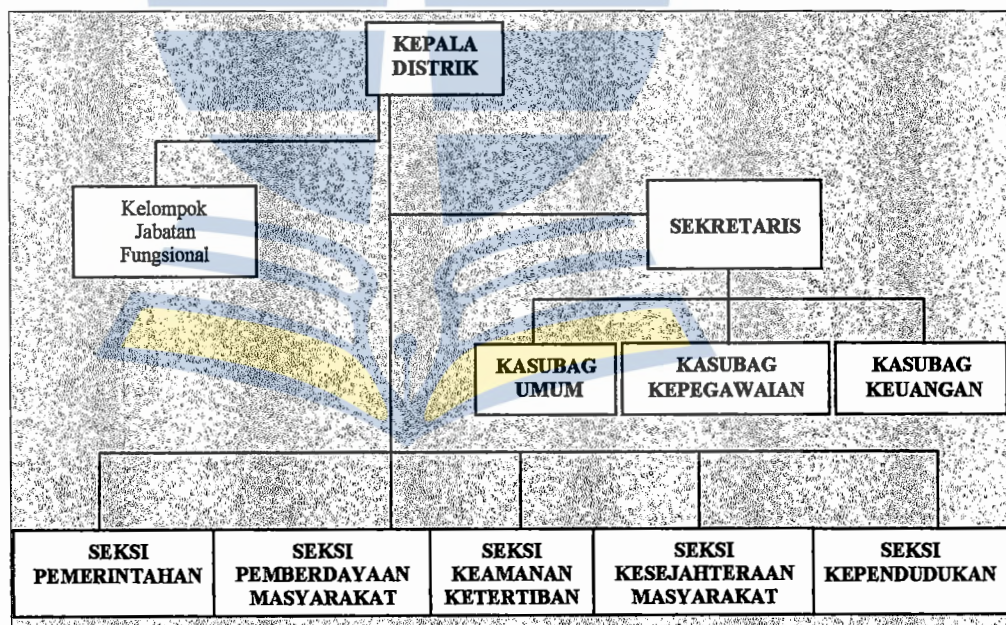 KEPALA
DISTRIK
Kelompok
Jabatan
Fungsional
SEKRETARIS
KASUBAG
UMUM
KASUBAG
KEPEGAWAIAN
KASUBAG
KEUANGAN
SEKSI
PEMERINTAHAN
SEKSI
PEMBERDAYAAN
MASYARAKAT
SEKSI
KEAMANAN
KETERTIBAN
SEKSI
KESEJAHTERAAN
MASYARAKAT
SEKSI
KEPENDUDUKAN